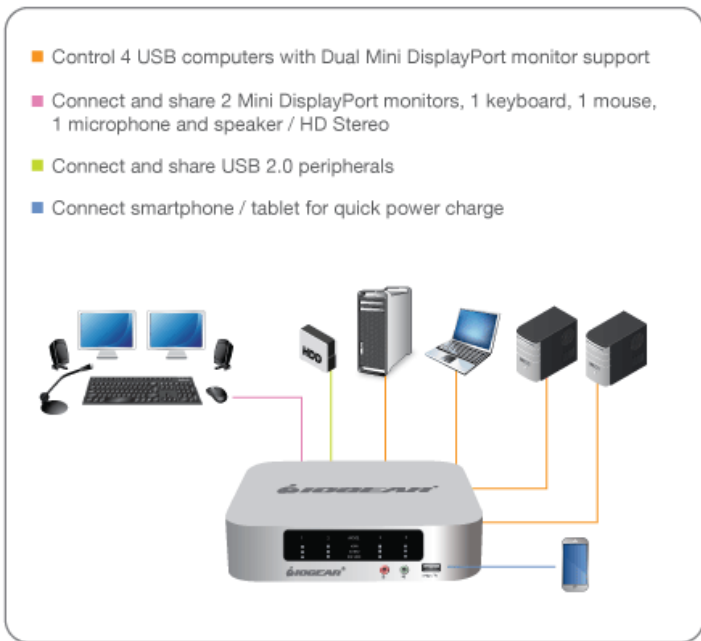 Control 4 USB computers with Dual Mini DisplayPort monitor support
Connect and share 2 Mini DisplayPort monitors, 1 keyboard, 1 mouse,
1 microphone and speaker / HD Stereo
Connect and share USB 2.0 peripherals
Connect smartphone / tablet for quick power charge
HDD
IOGEAR®
IOGEAR®